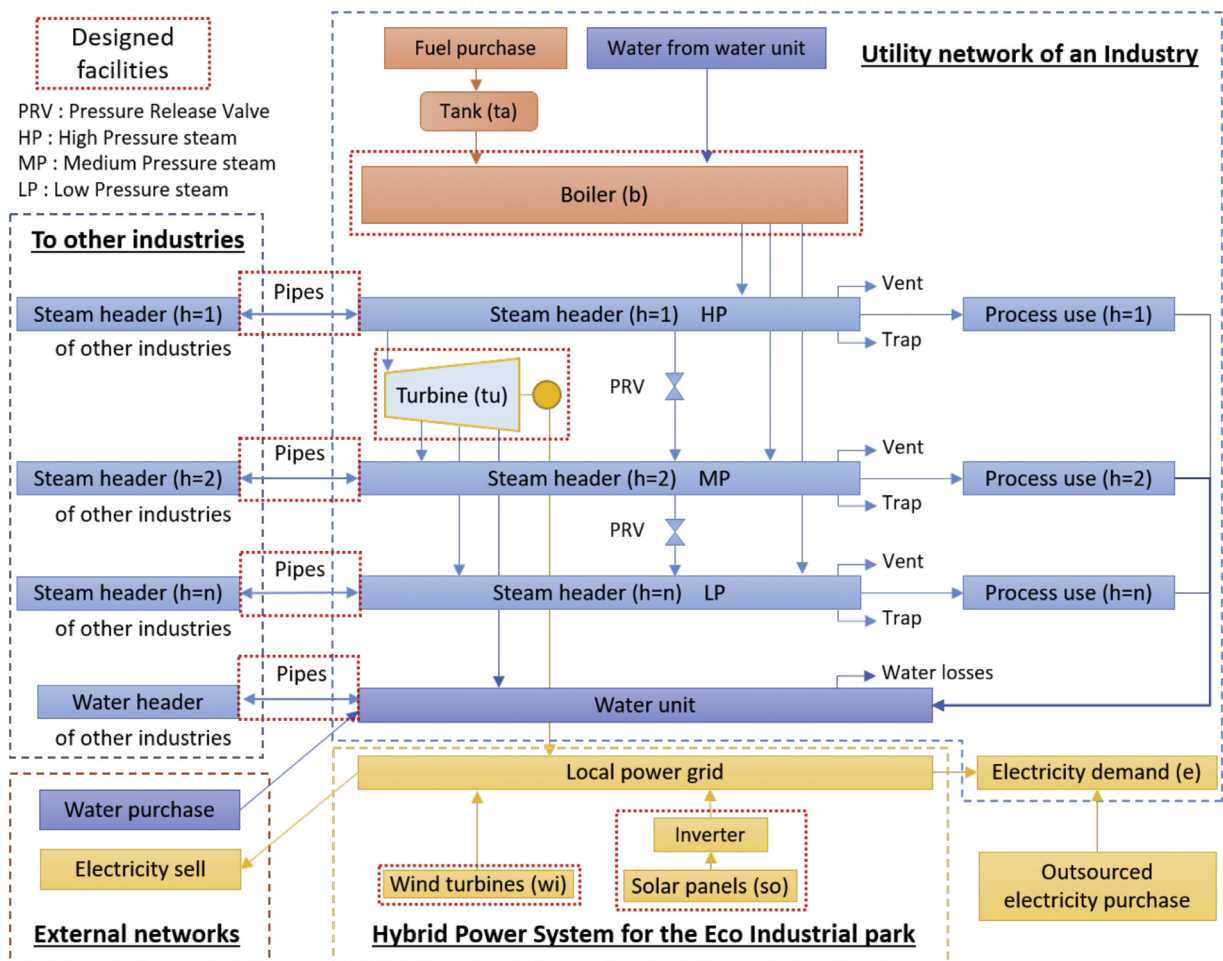 Designed
facilities
PRV : Pressure Release Valve
HP : High Pressure steam
MP : Medium Pressure steam
LP : Low Pressure steam
Fuel purchase
Water from water unit
Utility network of an Industry
Tank (ta)
Boiler (b)
To other industries
Pipes
Steam header (h=1)
of other industries
Steam header (h=1) HP
Vent
Trap
Process use (h=1)
Turbine (tu)
PRV
Pipes
Steam header (h=2)
of other industries
Steam header (h=2) MP
Vent
Trap
Process use (h=2)
PRV
Pipes
Steam header (h=n)
of other industries
Steam header (h=n) LP
Vent
Trap
Process use (h=n)
Pipes
Water header
of other industries
Water unit
Water losses
Local power grid
Electricity demand (e)
Water purchase
Electricity sell
External networks
Inverter
Wind turbines (wi)
Solar panels (so)
Outsourced
electricity purchase
Hybrid Power System for the Eco Industrial park